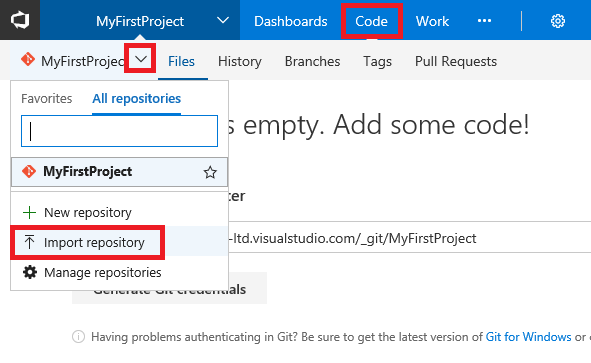 MyFirstProject Dashboards Code Work ...
MyFirstProjec Files History Branches Tags Pull Requests
Favorites All repositories
s empty. Add some code!
MyFirstProject
ter
New repository
-ltd.visualstudio.com/_git/MyFirstProject
Import repository
Manage repositories
Generate Git credentials
Having problems authenticating in Git? Be sure to get the latest version of Git for Windows or